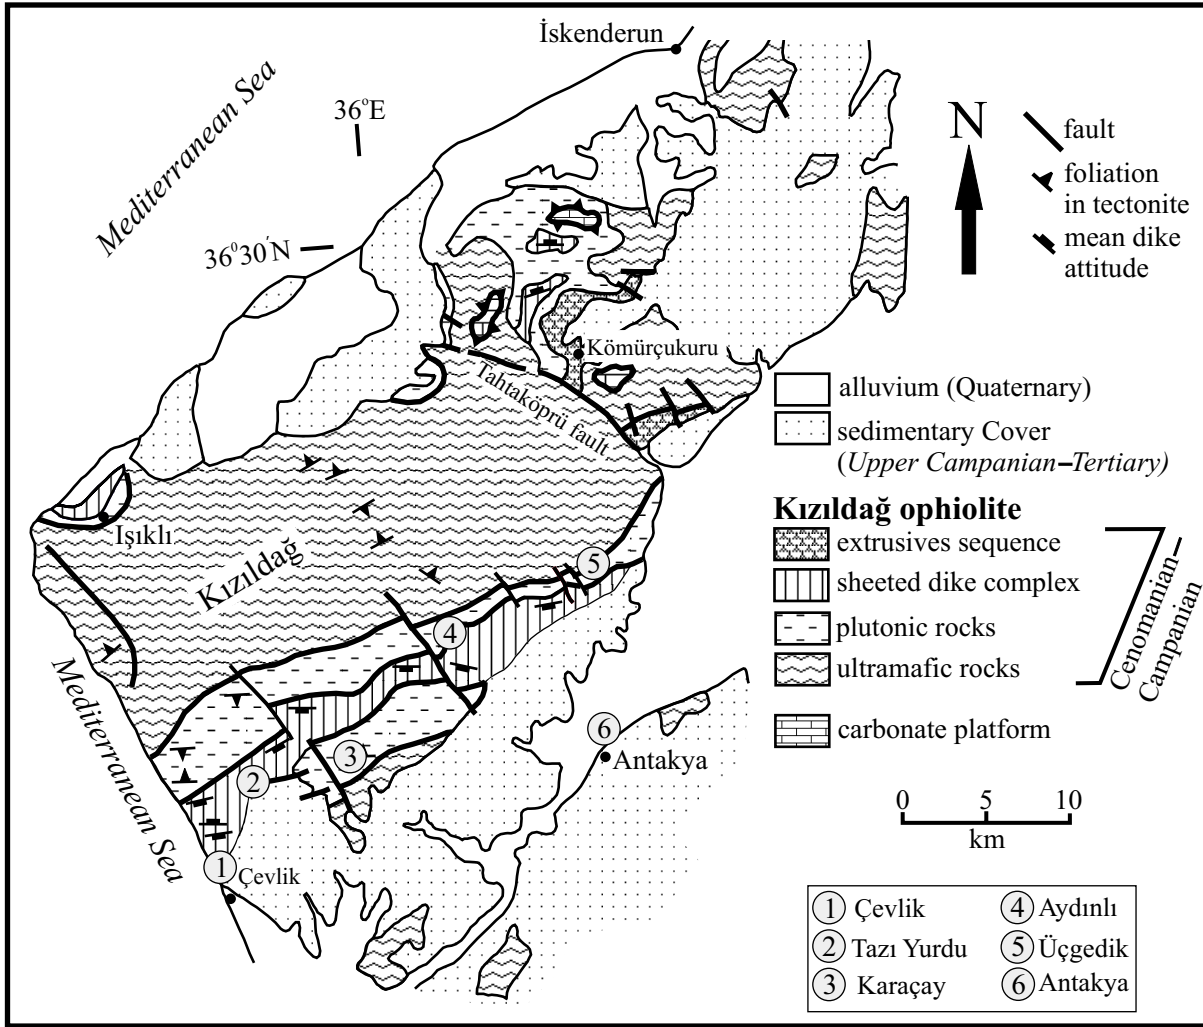 İskenderun
Mediterranean Sea
36°E
36°30'N
N
fault
foliation
in tectonite
mean dike
attitude
Kömürçukuru
Tahtaköprü fault
Işıklı
Kızıldağ
Mediterranean Sea
alluvium (Quaternary)
sedimentary Cover
(Upper Campanian–Tertiary)
Kızıldağ ophiolite
extrusives sequence
sheeted dike complex
plutonic rocks
ultramafic rocks
Cenomanian–
Campanian
carbonate platform
5
4
3
2
1
Çevlik
6
Antakya
0 5 10
km
1 Çevlik
2 Tazı Yurdu
3 Karaçay
4 Aydınlı
5 Üçgedik
6 Antakya